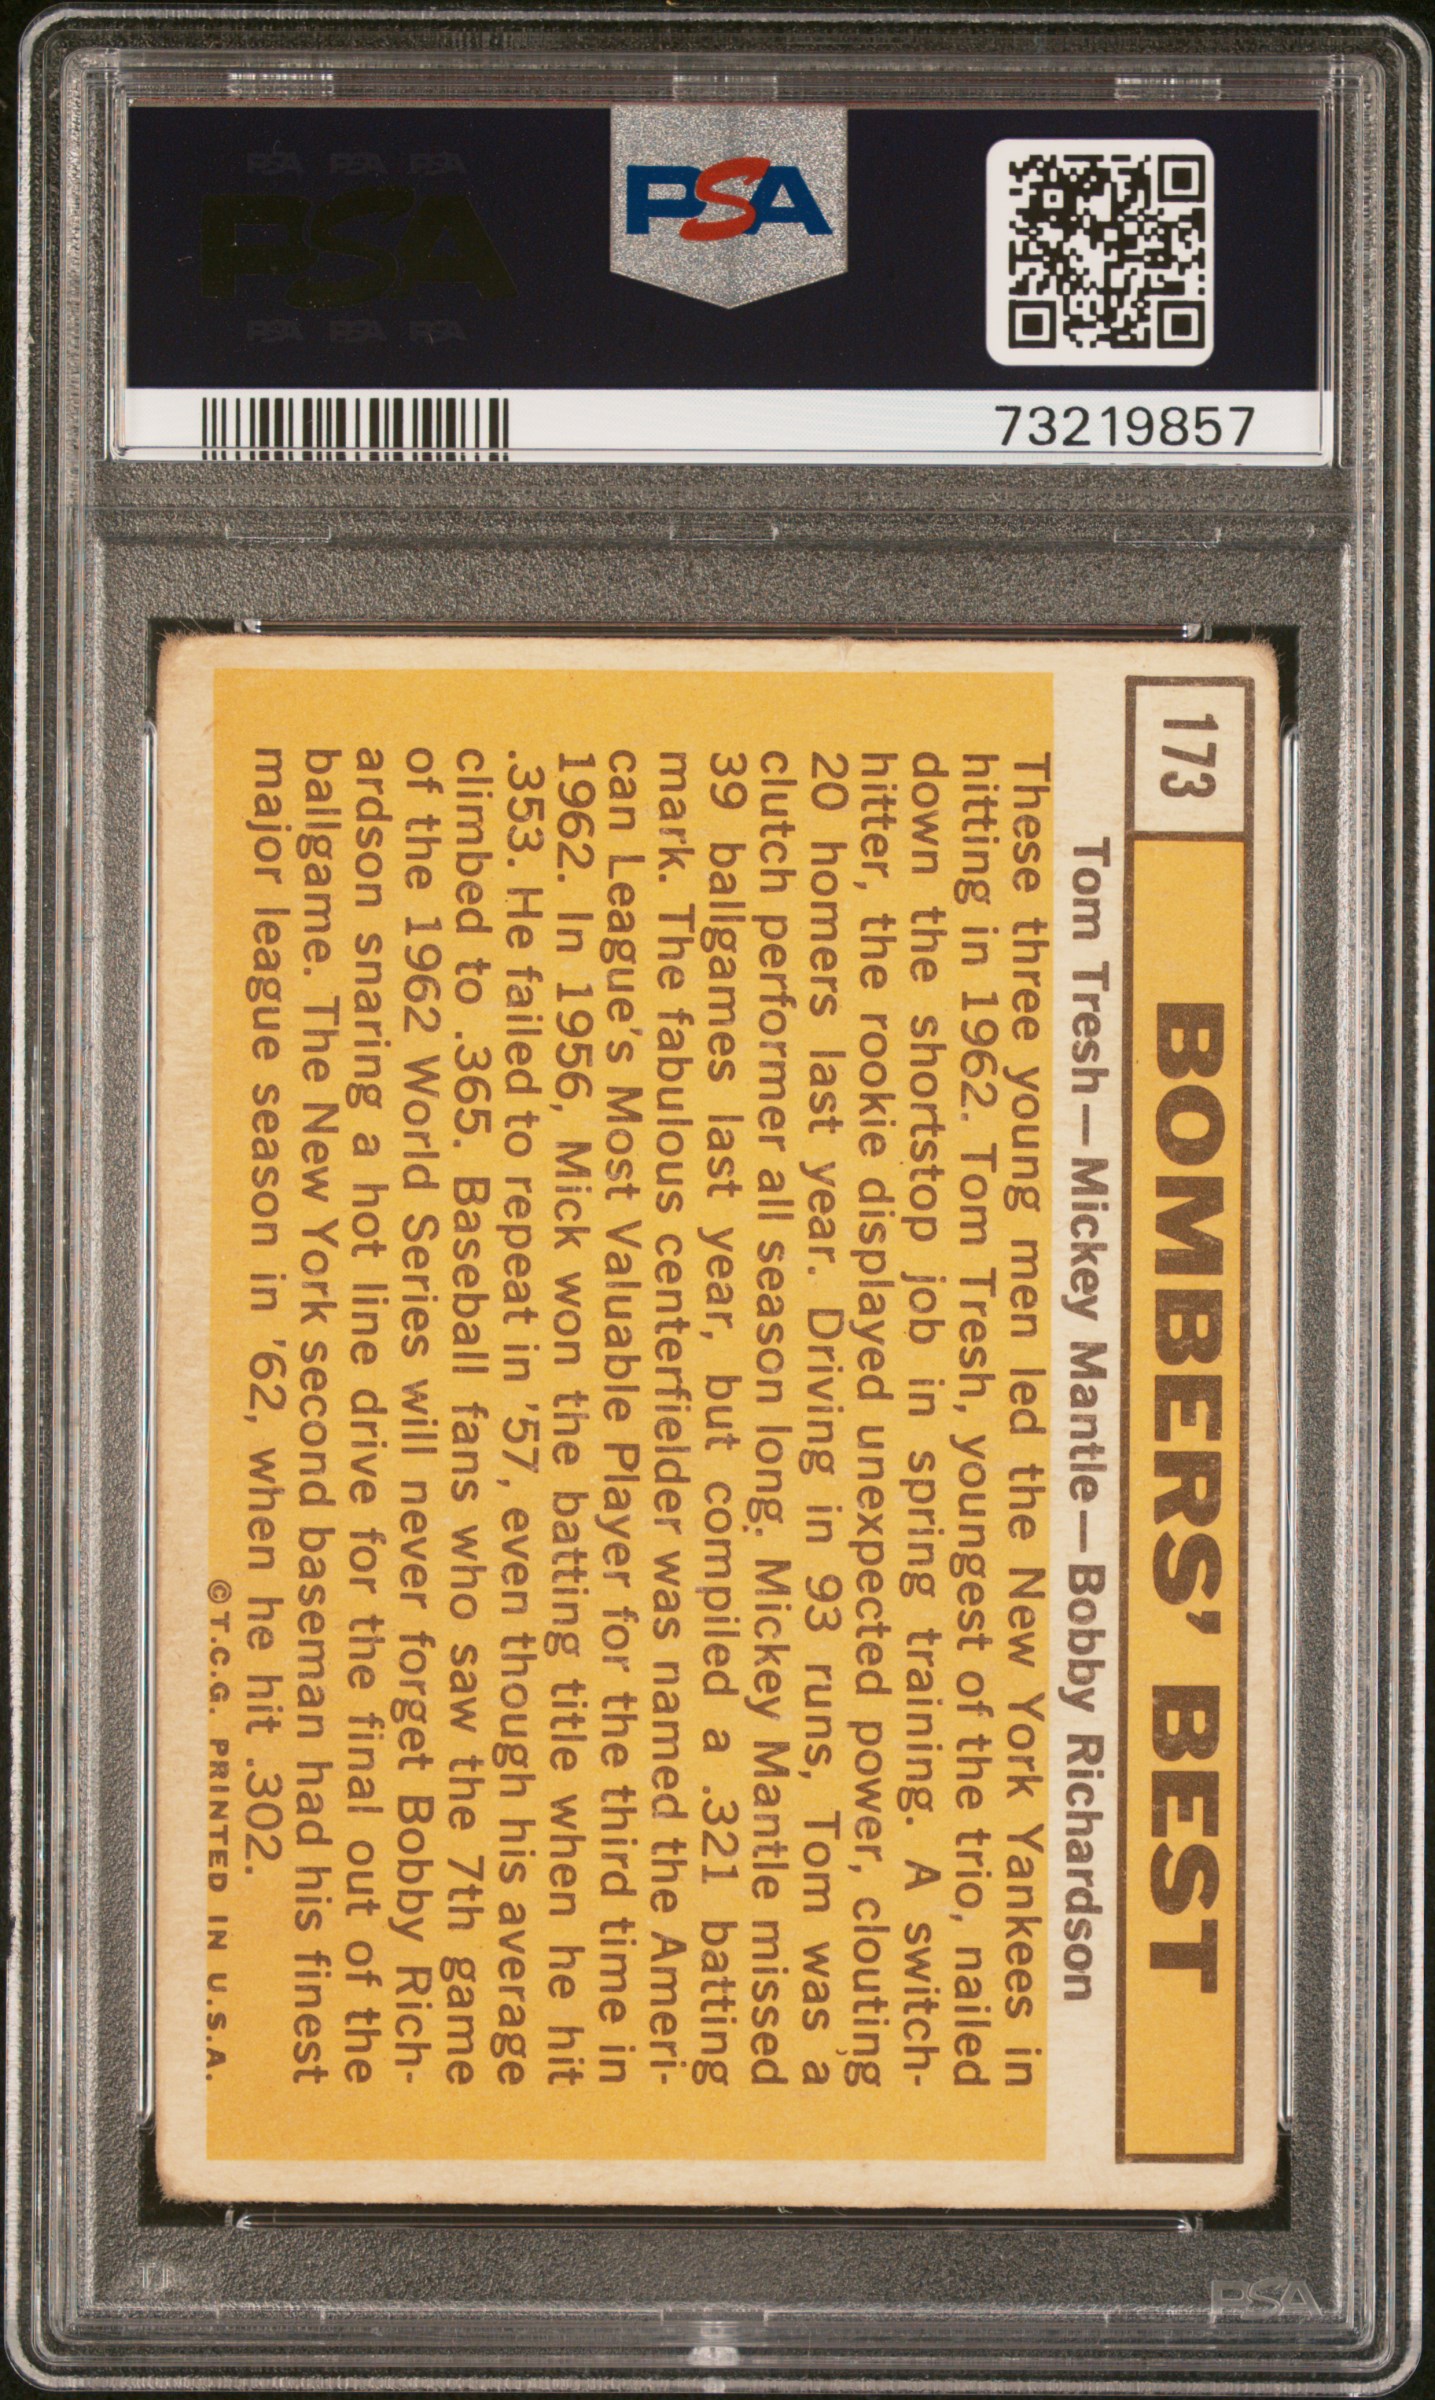 PSA PSA PSA
PSA
PSA PSA PSA
PSA
73219857
173
BOMBERS' BEST
Tom Tresh—Mickey Mantle—Bobby Richardson
These three young men led the New York Yankees in
hitting in 1962. Tom Tresh, youngest of the trio, nailed
down the shortstop job in spring training. A switch-
hitter, the rookie displayed unexpected power, clouting
20 homers last year. Driving in 93 runs, Tom was a
clutch performer all season long. Mickey Mantle missed
39 ballgames last year, but compiled a .321 batting
mark. The fabulous centerfielder was named the Ameri-
can League's Most Valuable Player for the third time in
1962. In 1956, Mick won the batting title when he hit
.353. He failed to repeat in '57, even though his average
climbed to .365. Baseball fans who saw the 7th game
of the 1962 World Series will never forget Bobby Rich-
ardson snaring a hot line drive for the final out of the
ballgame. The New York second baseman had his finest
major league season in '62, when he hit .302.
©T.C.G. PRINTED IN U.S.A.
PSA